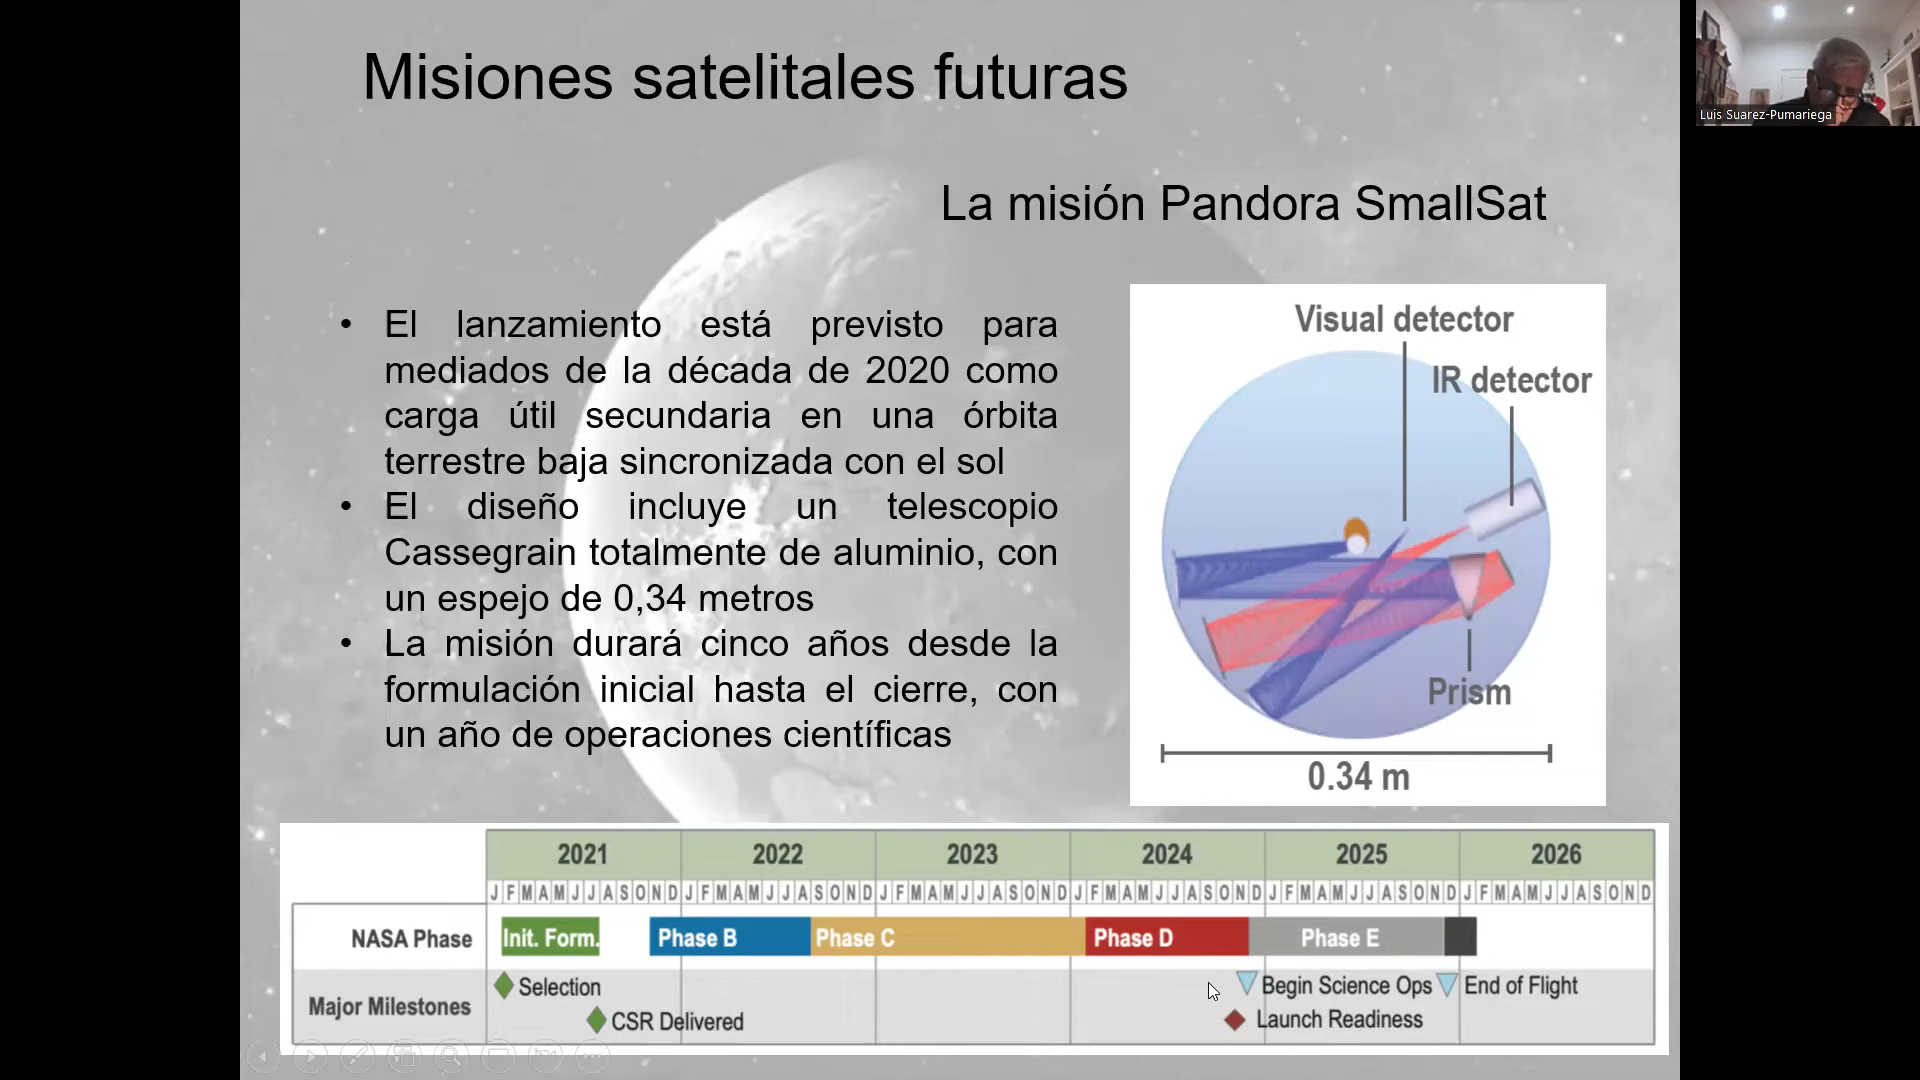 Misiones satelitales futuras
Luis Suarez-Pumariega
La misión Pandora SmallSat
• El lanzamiento está previsto para
mediados de la década de 2020 como
carga útil secundaria en una órbita
terrestre baja sincronizada con el sol
• El diseño incluye un telescopio
Cassegrain totalmente de aluminio, con
un espejo de 0,34 metros
• La misión durará cinco años desde la
formulación inicial hasta el cierre, con
un año de operaciones científicas
Visual detector
IR detector
Prism
0.34 m
2021 2022 2023 2024 2025 2026
J F M A M J J A S O N D J F M A M J J A S O N D J F M A M J J A S O N D J F M A M J J A S O N D J F M A M J J A S O N D J F M A M J J A S O N D
NASA Phase Init. Form. Phase B Phase C Phase D Phase E
Major Milestones
Selection Begin Science Ops End of Flight
CSR Delivered Launch Readiness